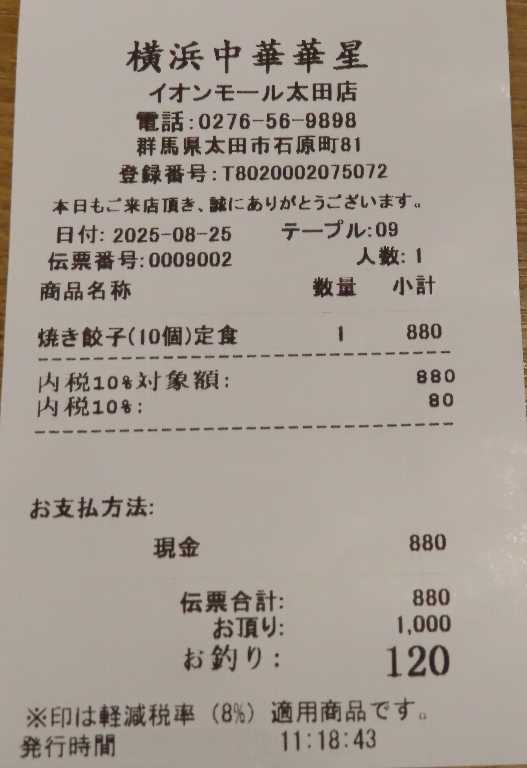 横浜中華華星
イオンモール太田店
電話:0276-56-9898
群馬県太田市石原町81
登録番号:T8020002075072
本日もご来店頂き、誠にありがとうございます。
日付: 2025-08-25 テーブル:09
伝票番号:0009002 人数: 1
商品名称 数量 小計
焼き餃子(10個)定食 1 880
内税10%対象額: 880
内税10%: 80
お支払方法:
現金 880
伝票合計: 880
お頂り: 1,000
お釣り: 120
※印は軽減税率 (8%) 適用商品です。
発行時間 11:18:43